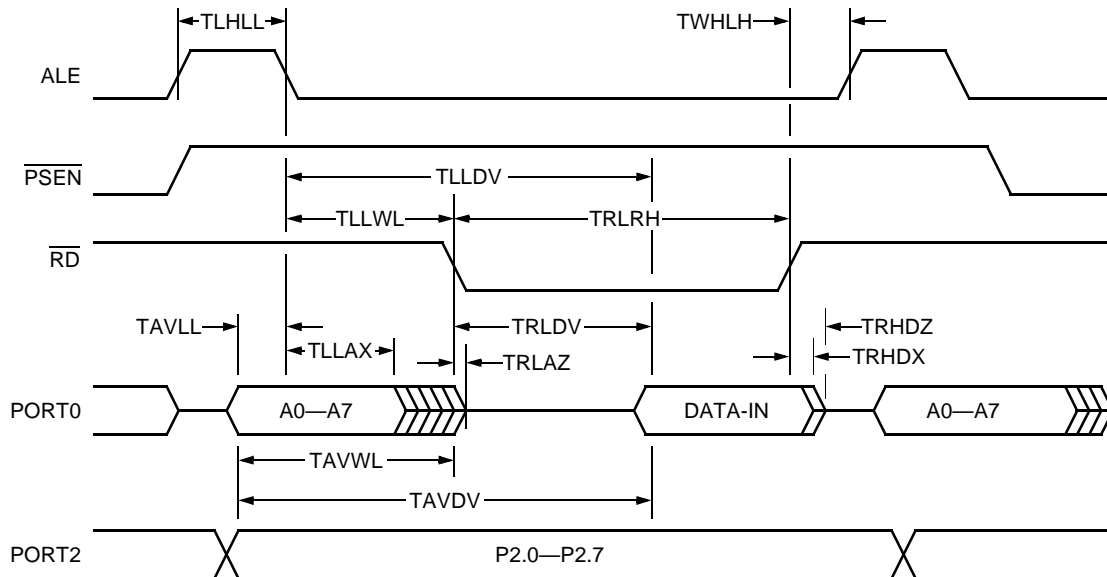 TLHLL TWHLH
ALE
PSEN
TLLDV
TLLWL TRLRH
RD
TAVLL TRLDV TRHDZ
TLLAX TRLAZ TRHDX
PORT0 A0—A7 DATA-IN A0—A7
TAVWL
TAVDV
PORT2 P2.0—P2.7